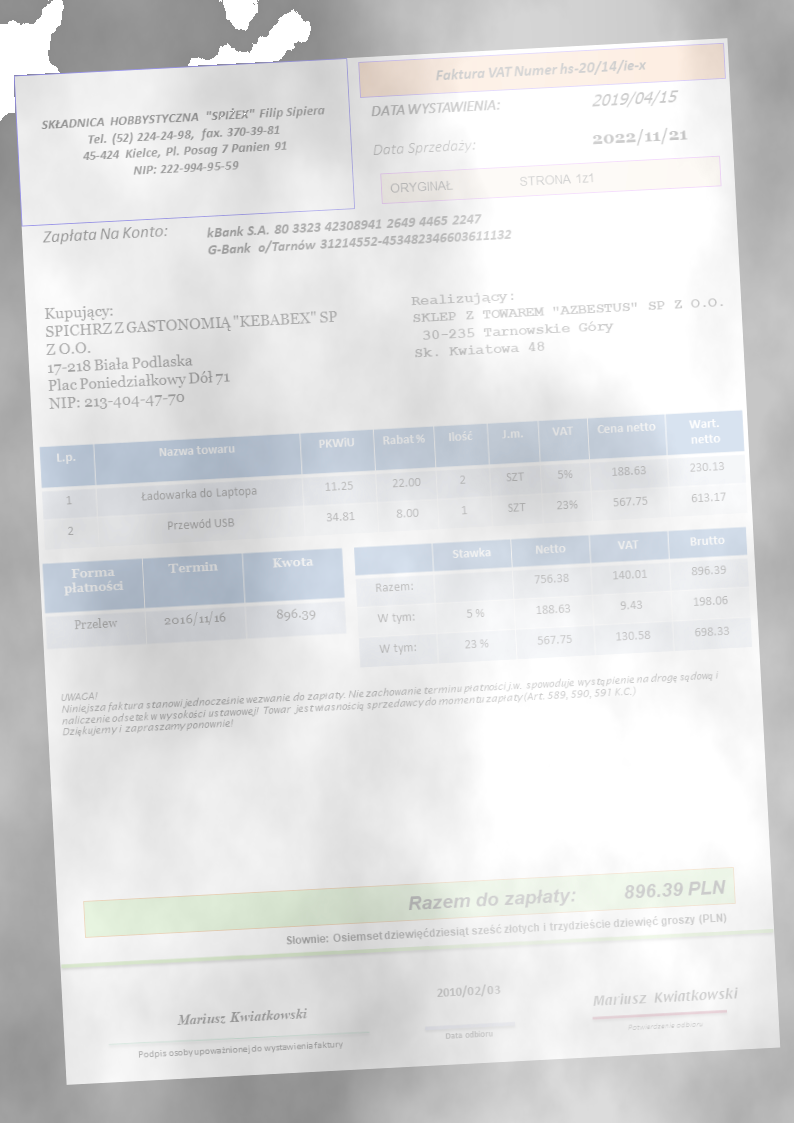 Faktura VAT Numer hs-20/14/ie-x
SKŁADNICA HOBBYSTYCZNA "SPIŻEX" Filip Sipiera
Tel. (52) 224-24-98, fax. 370-39-81
45-424 Kielce, Pl. Posag 7 Panien 91
NIP: 222-994-95-59
DATA WYSTAWIENIA: 2019/04/15
Data Sprzedaży: 2022/11/21
ORYGINAŁ STRONA 1z1
Zapłata Na Konto: kBank S.A. 80 3323 42308941 2649 4465 2247
G-Bank o/Tarnów 31214552-453482346603611132
Kupujący:
SPICHRZ Z GASTONOMIĄ "KEBABEX" SP
Z O.O.
17-218 Biała Podlaska
Plac Poniedziałkowy Dół 71
NIP: 213-404-47-70
Realizujący:
SKLEP Z TOWAREM "AZBESTUS" SP Z O.O.
30-235 Tarnowskie Góry
Sk. Kwiatowa 48
L.p. Nazwa towaru PKWiU Rabat % Ilość J.m. VAT Cena netto Wart. netto
1 Ładowarka do Laptopa 11.25 22.00 2 SZT 5% 188.63 230.13
2 Przewód USB 34.81 8.00 1 SZT 23% 567.75 613.17
Forma płatności Termin Kwota
Przelew 2016/11/16 896.39
Stawka Netto VAT Brutto
Razem: 756.38 140.01 896.39
W tym: 5 % 188.63 9.43 198.06
W tym: 23 % 567.75 130.58 698.33
UWAGA!
Niniejsza faktura stanowi jednocześnie wezwanie do zapłaty. Nie zachowanie terminu płatności j.w. spowoduje wystąpienie na drogę sądową i
naliczenie odsetek w wysokości ustawowej! Towar jest własnością sprzedawcy do momentu zapłaty (Art. 589, 590, 591 K.C.)
Dziękujemy i zapraszamy ponownie!
Razem do zapłaty: 896.39 PLN
Słownie: Osiemset dziewięćdziesiąt sześć złotych i trzydzieście dziewięć groszy (PLN)
Mariusz Kwiatkowski
Podpis osoby upoważnionej do wystawienia faktury
2010/02/03
Data odbioru
Mariusz Kwiatkowski
Potwierdzenie odbioru